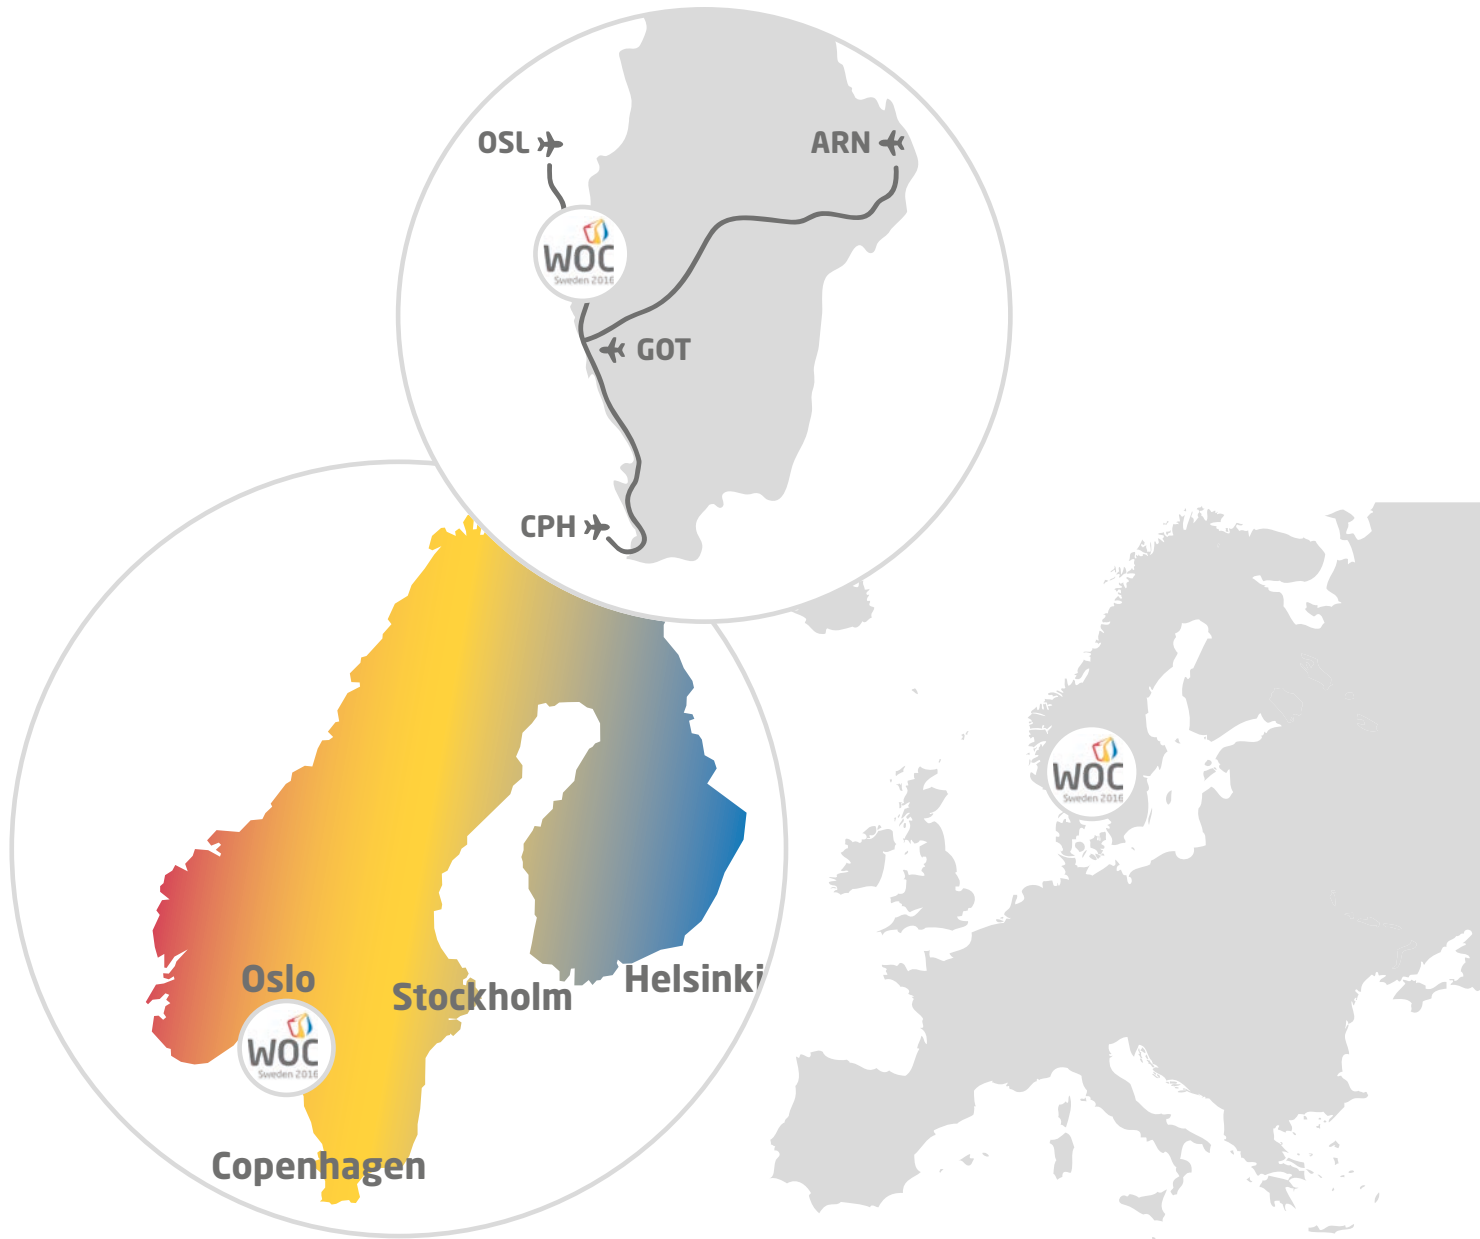 OSL
ARN
WOC
Sweden 2016
GOT
CPH
WOC
Sweden 2016
Oslo
Stockholm
Helsinki
WOC
Sweden 2016
Copenhagen